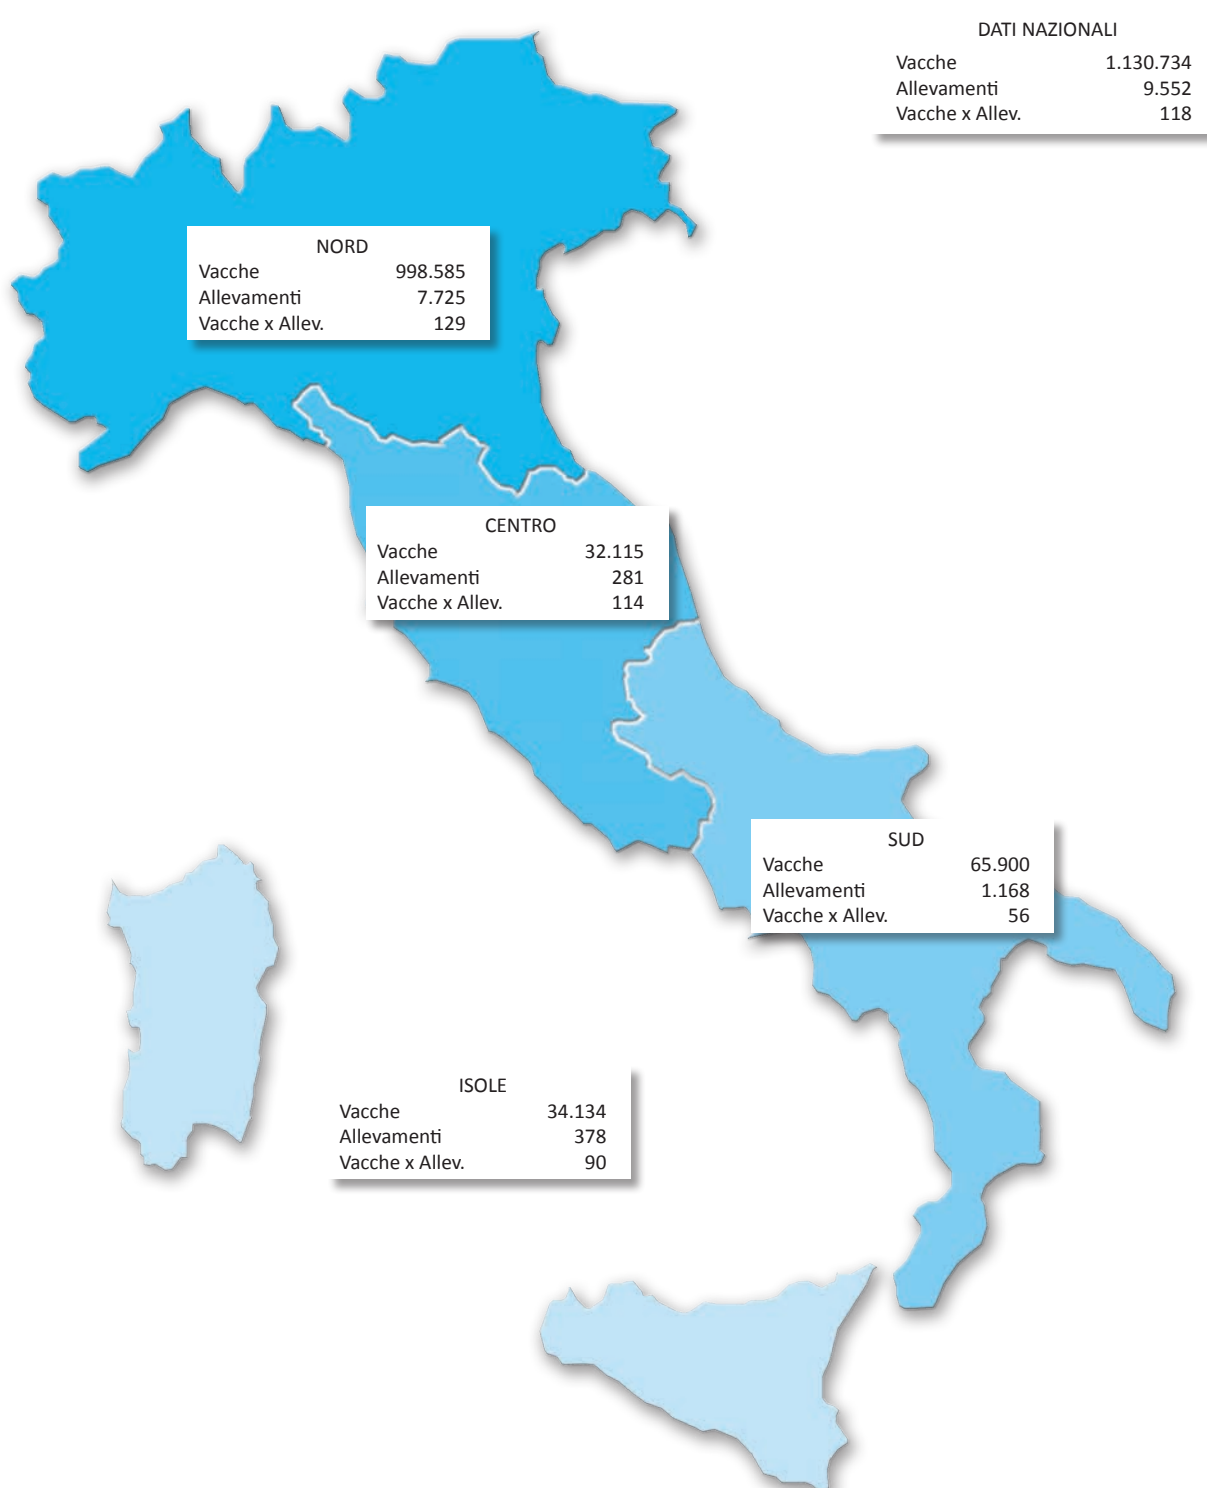 DATI NAZIONALI
Vacche 1.130.734
Allevamenti 9.552
Vacche x Allev. 118
NORD
Vacche 998.585
Allevamenti 7.725
Vacche x Allev. 129
CENTRO
Vacche 32.115
Allevamenti 281
Vacche x Allev. 114
SUD
Vacche 65.900
Allevamenti 1.168
Vacche x Allev. 56
ISOLE
Vacche 34.134
Allevamenti 378
Vacche x Allev. 90